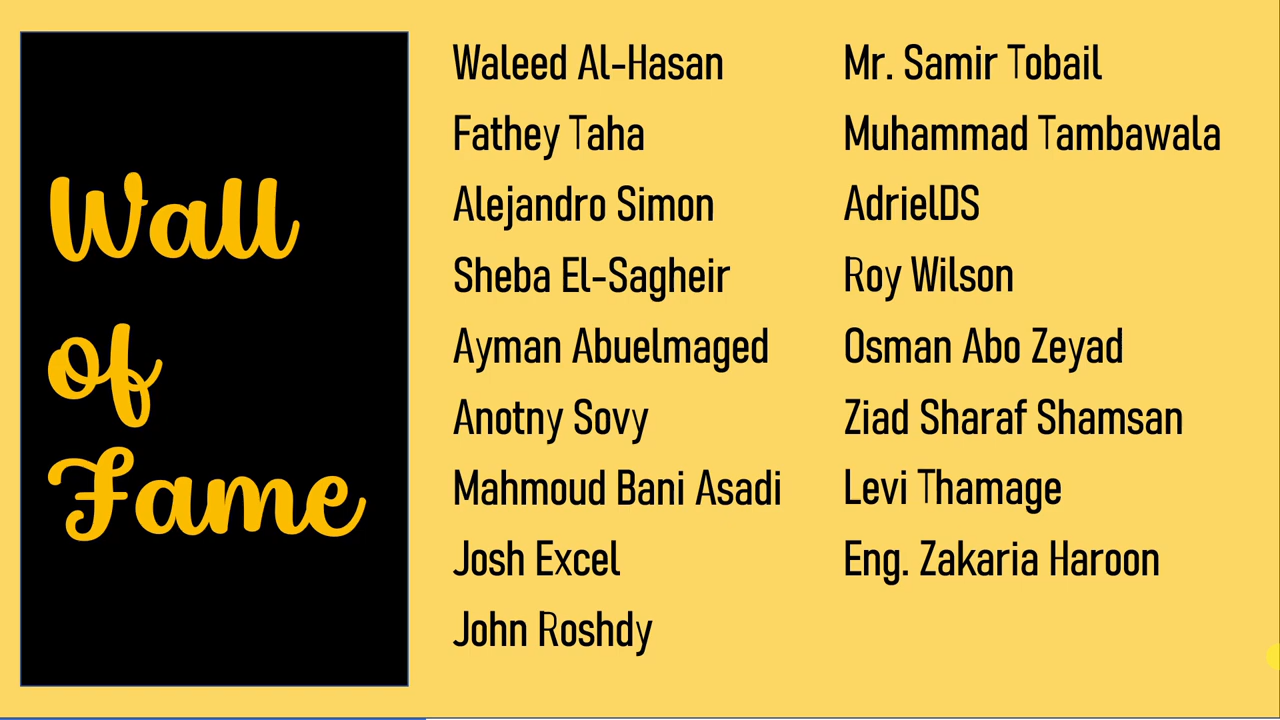 Wall
of
Fame
Waleed Al-Hasan
Fathey Taha
Alejandro Simon
Sheba El-Sagheir
Ayman Abuelmaged
Anotny Sovy
Mahmoud Bani Asadi
Josh Excel
John Roshdy
Mr. Samir Tobail
Muhammad Tambawala
AdrielDS
Roy Wilson
Osman Abo Zeyad
Ziad Sharaf Shamsan
Levi Thamage
Eng. Zakaria Haroon